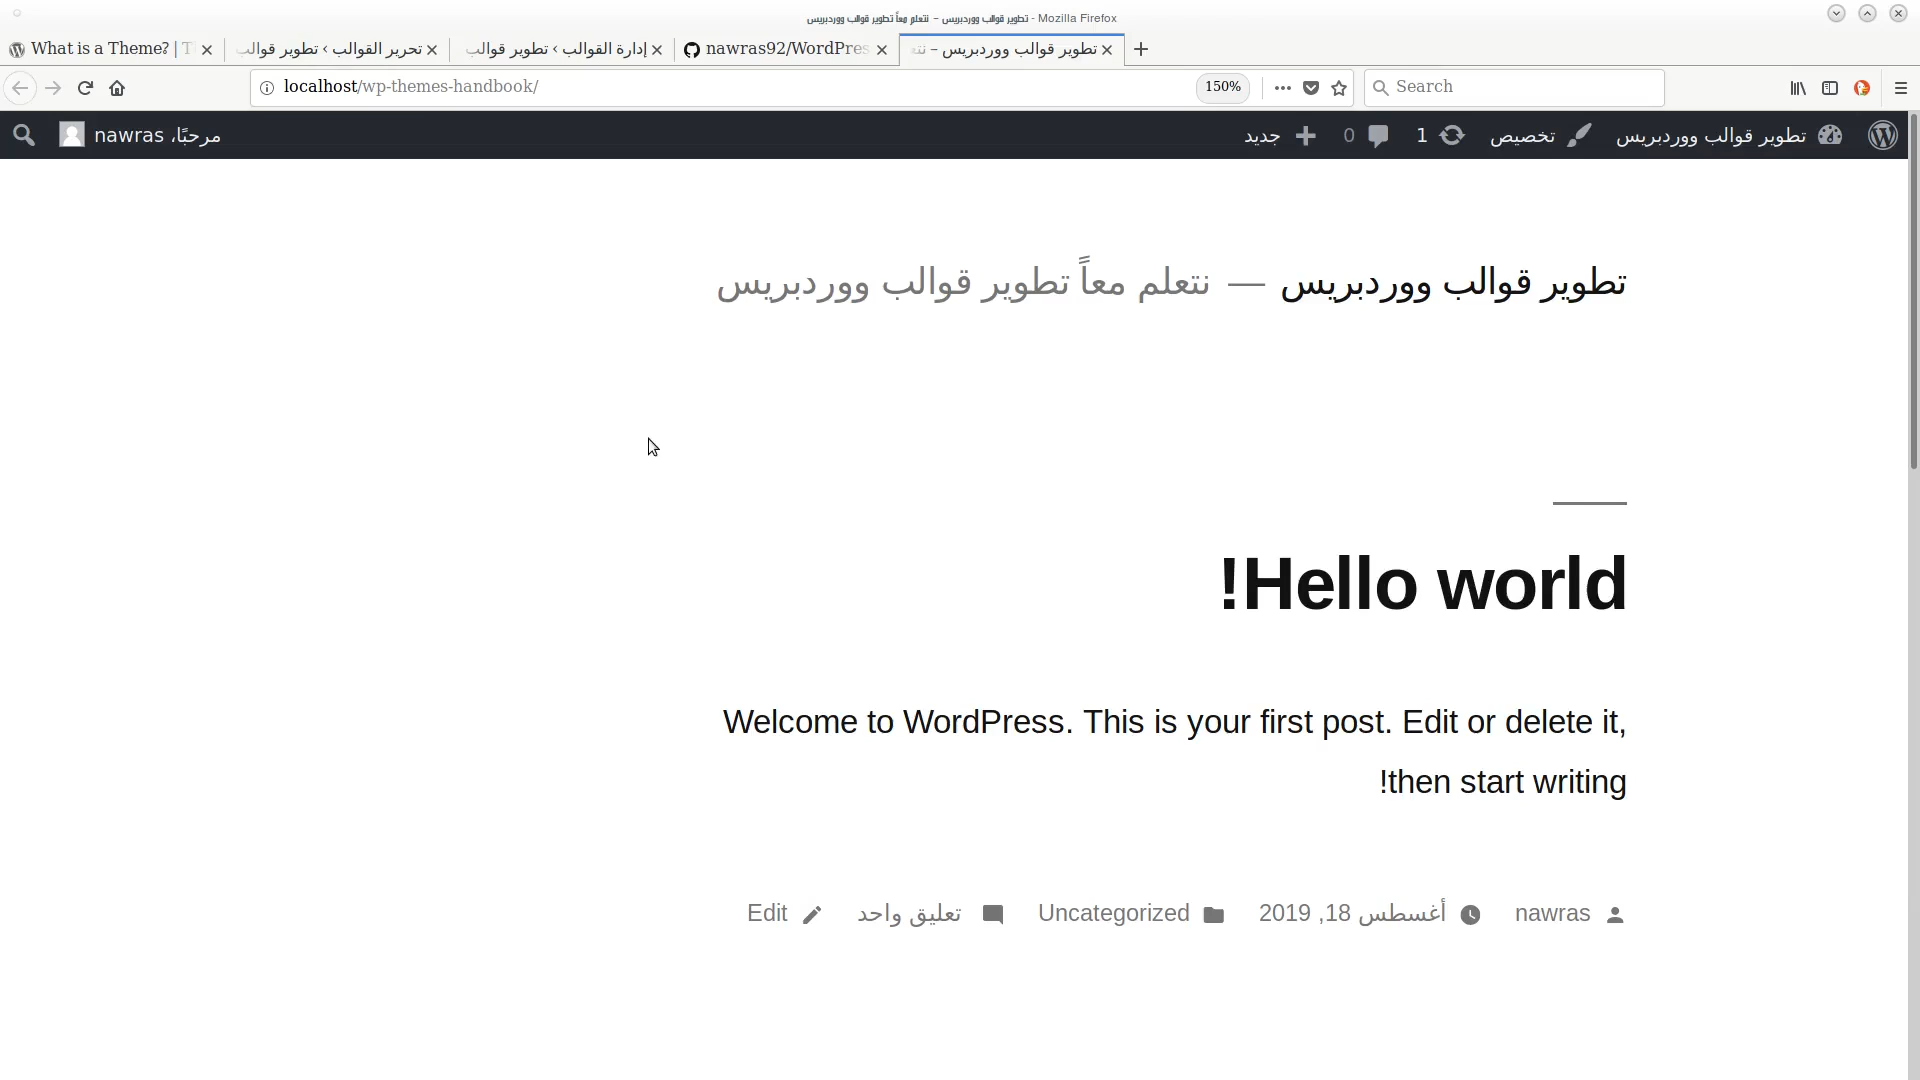 تطوير قوالب ووردبريس – نتعلم معاً تطوير قوالب ووردبريس - Mozilla Firefox
What is a Theme? | T
تحرير القوالب ‹ تطوير قوالب
إدارة القوالب ‹ تطوير قوالب
nawras92/WordPres
تطوير قوالب ووردبريس – نتع
localhost/wp-themes-handbook/
150%
Search
تطوير قوالب ووردبريس
تخصيص
1
0
جديد
مرحبًا، nawras
تطوير قوالب ووردبريس — نتعلم معاً تطوير قوالب ووردبريس
Hello world!
Welcome to WordPress. This is your first post. Edit or delete it,
then start writing!
nawras أغسطس 18, 2019 Uncategorized تعليق واحد Edit